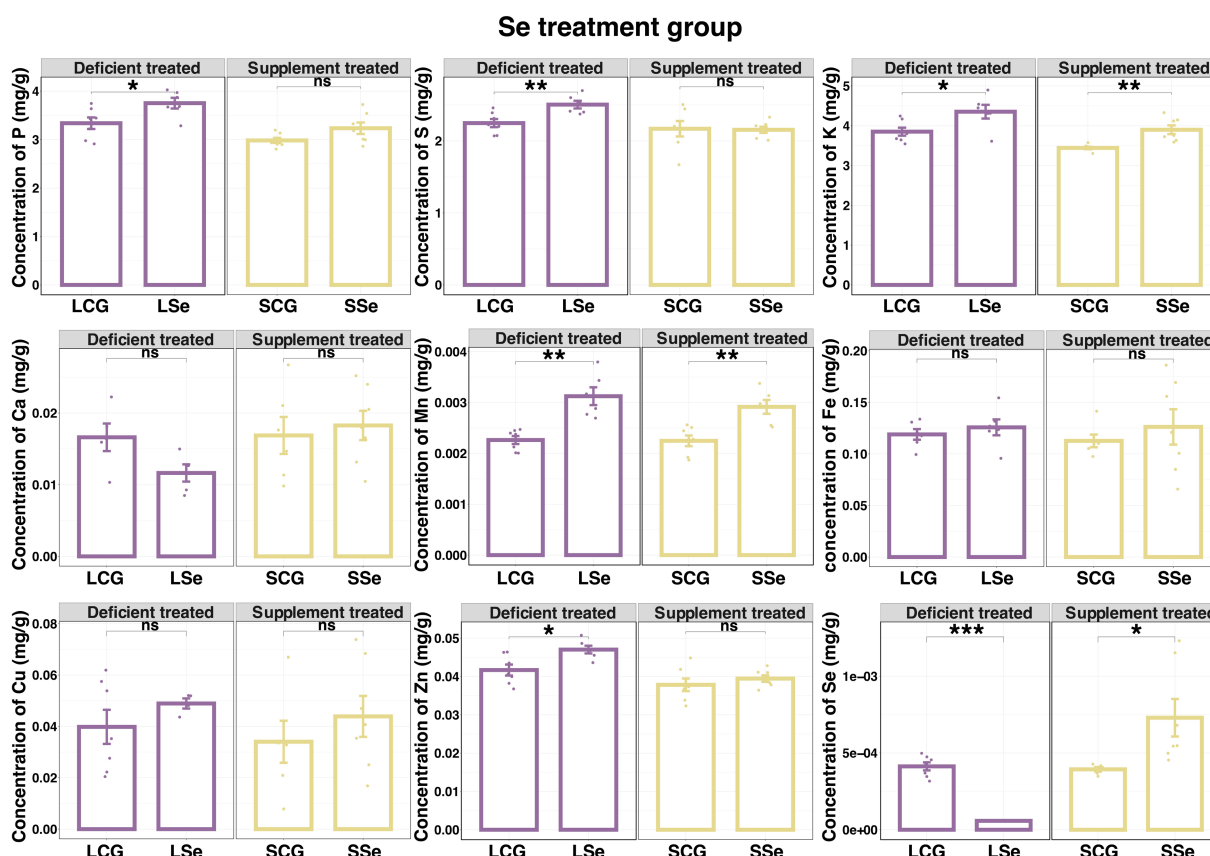 Se treatment group
Concentration of P (mg/g)
Deficient treated
Supplement treated
*
ns
4
3
2
1
0
LCG
LSe
SCG
SSe
Concentration of S (mg/g)
Deficient treated
Supplement treated
**
ns
2
1
0
LCG
LSe
SCG
SSe
Concentration of K (mg/g)
Deficient treated
Supplement treated
*
**
5
4
3
2
1
0
LCG
LSe
SCG
SSe
Concentration of Ca (mg/g)
Deficient treated
Supplement treated
ns
ns
0.02
0.01
0.00
LCG
LSe
SCG
SSe
Concentration of Mn (mg/g)
Deficient treated
Supplement treated
**
**
0.004
0.003
0.002
0.001
0.000
LCG
LSe
SCG
SSe
concentration of Fe (mg/g)
Deficient treated
Supplement treated
ns
ns
0.20
0.15
0.10
0.05
0.00
LCG
LSe
SCG
SSe
Concentration of Cu (mg/g)
Deficient treated
Supplement treated
ns
ns
0.08
0.06
0.04
0.02
0.00
LCG
LSe
SCG
SSe
Concentration of Zn (mg/g)
Deficient treated
Supplement treated
*
ns
0.05
0.04
0.03
0.02
0.01
0.00
LCG
LSe
SCG
SSe
Concentration of Se (mg/g)
Deficient treated
Supplement treated
***
*
1e−03
5e−04
0e+00
LCG
LSe
SCG
SSe